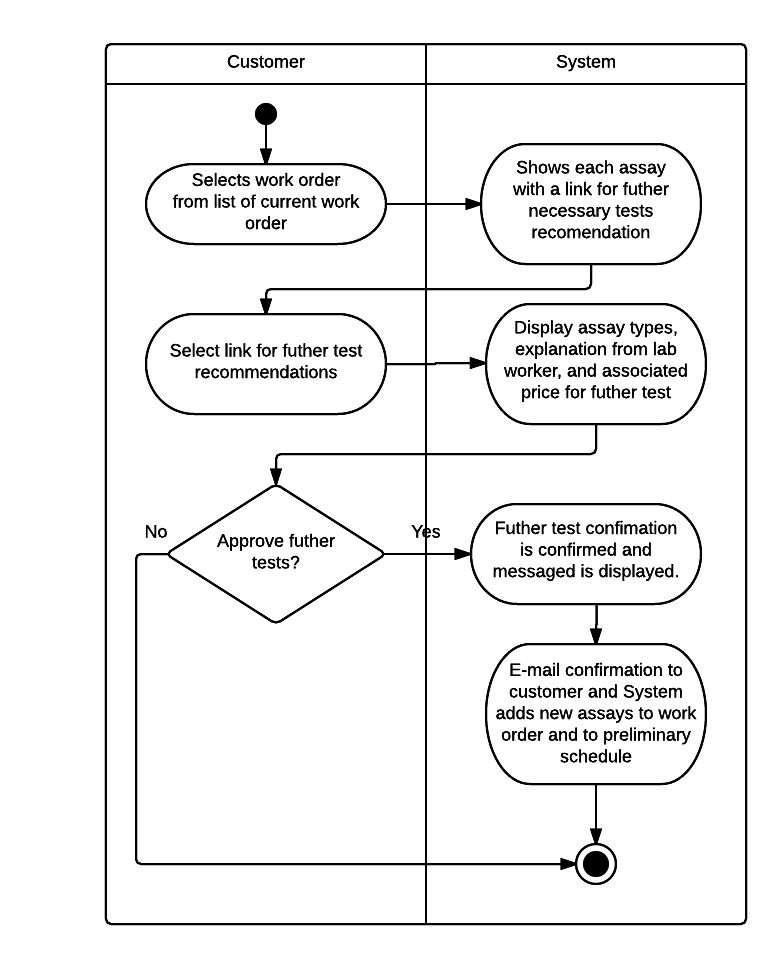 Customer
System
Selects work order
from list of current work
order
Shows each assay
with a link for futher
necessary tests
recomendation
Select link for futher test
recommendations
Display assay types,
explanation from lab
worker, and associated
price for futher test
No
Approve futher
tests?
Yes
Futher test confimation
is confirmed and
messaged is displayed.
E-mail confirmation to
customer and System
adds new assays to work
order and to preliminary
schedule